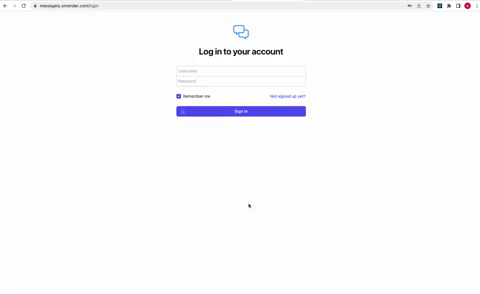 messagely.onrender.com/login
Log in to your account
Username
Password
Remember me
Not signed up yet?
Sign in